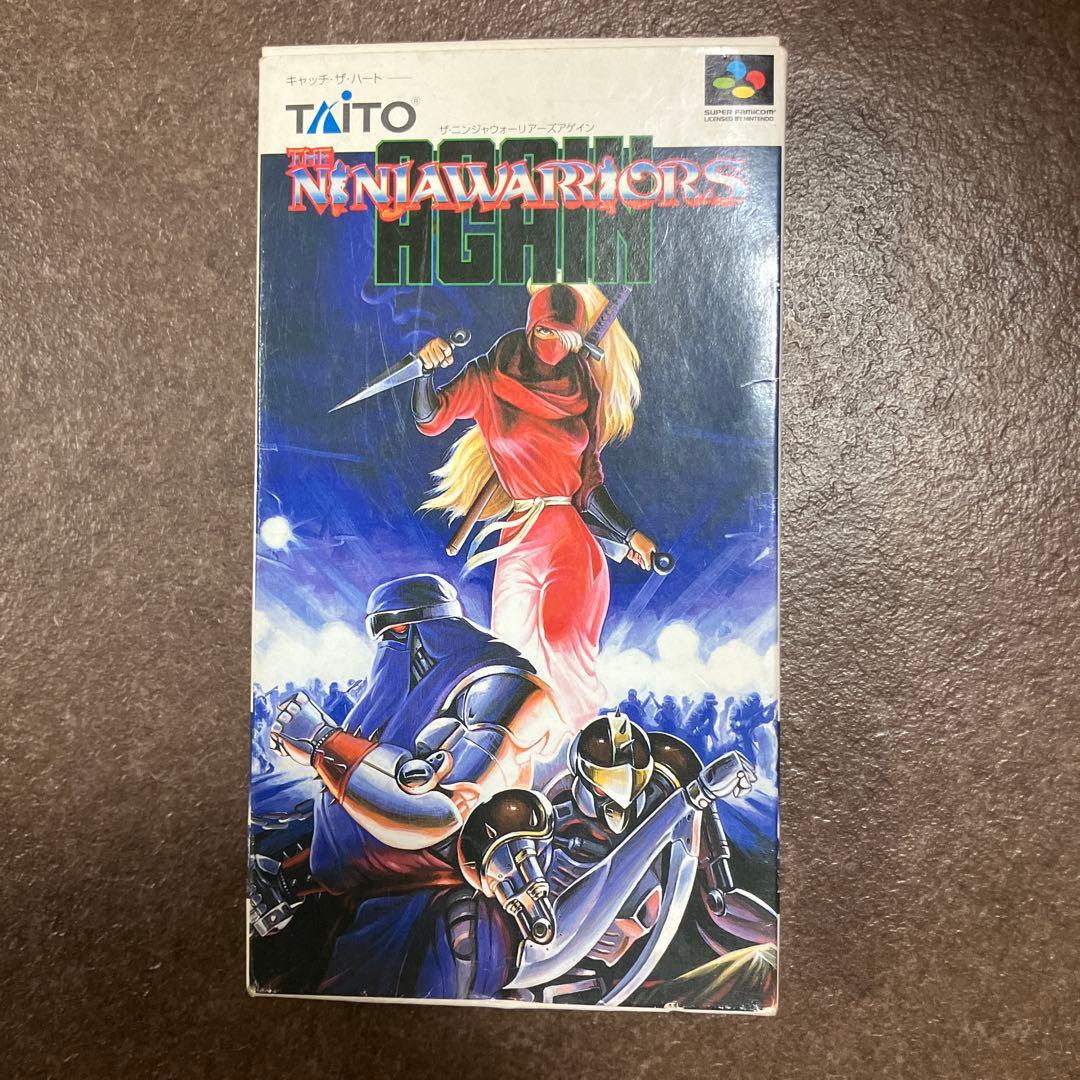 キャッチ・ザ・ハート
TAITO®
SUPER FAMICOM®
LICENSED BY NINTENDO
ザ・ニンジャウォーリアーズアゲイン
THE
NINJAWARRIORS
AGAIN